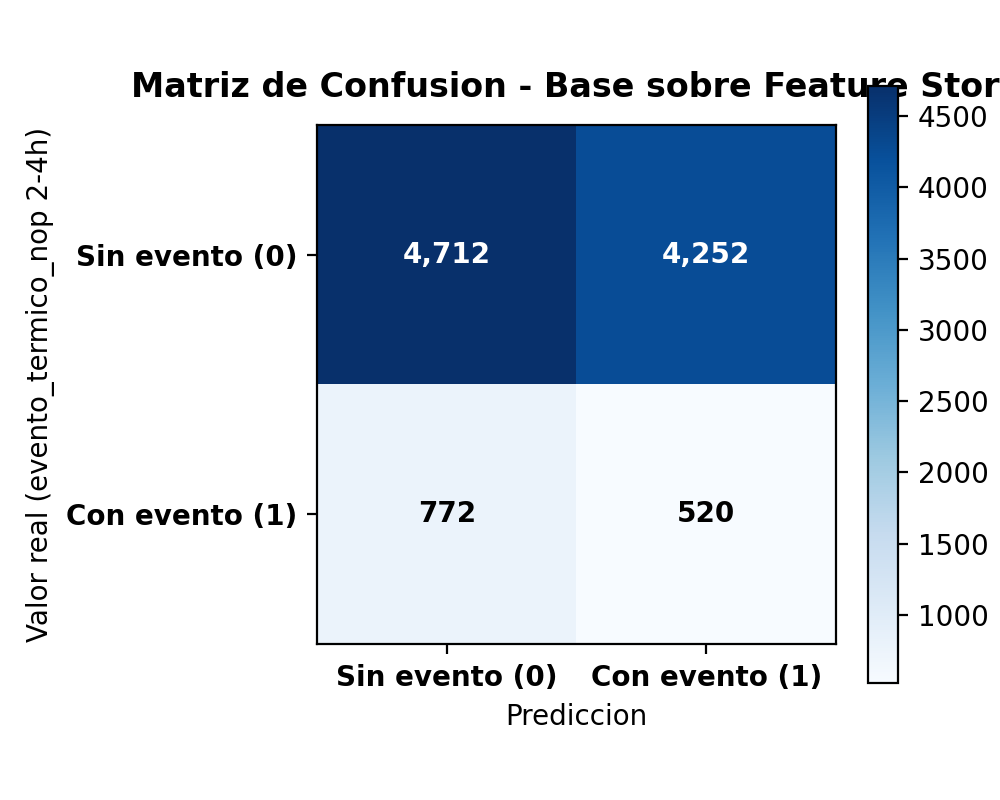 Matriz de Confusion - Base sobre Feature Stor
Valor real (evento_termico_nop 2-4h)
Sin evento (0)
4,712
4,252
Con evento (1)
772
520
Sin evento (0)
Con evento (1)
Prediccion
4500
4000
3500
3000
2500
2000
1500
1000